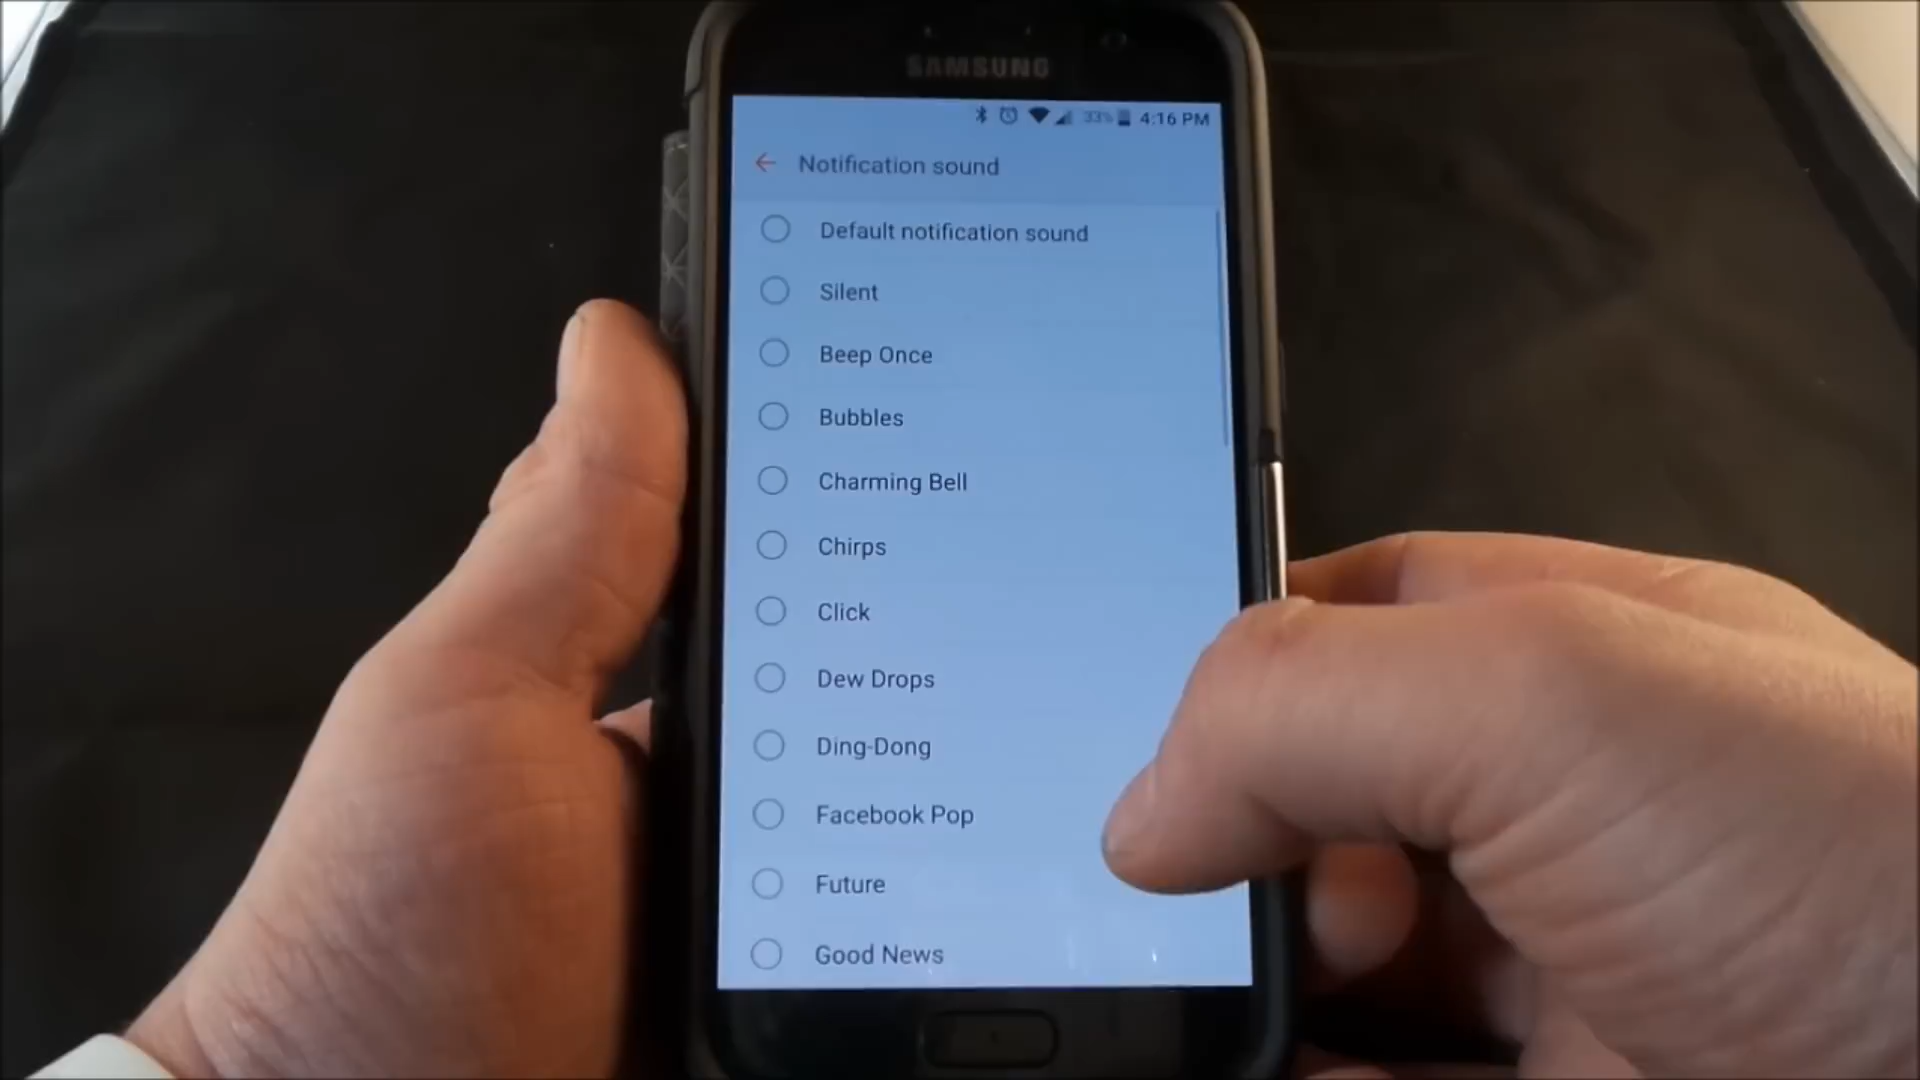 SAMSUNG
33% 4:16 PM
Notification sound
Default notification sound
Silent
Beep Once
Bubbles
Charming Bell
Chirps
Click
Dew Drops
Ding-Dong
Facebook Pop
Future
Good News